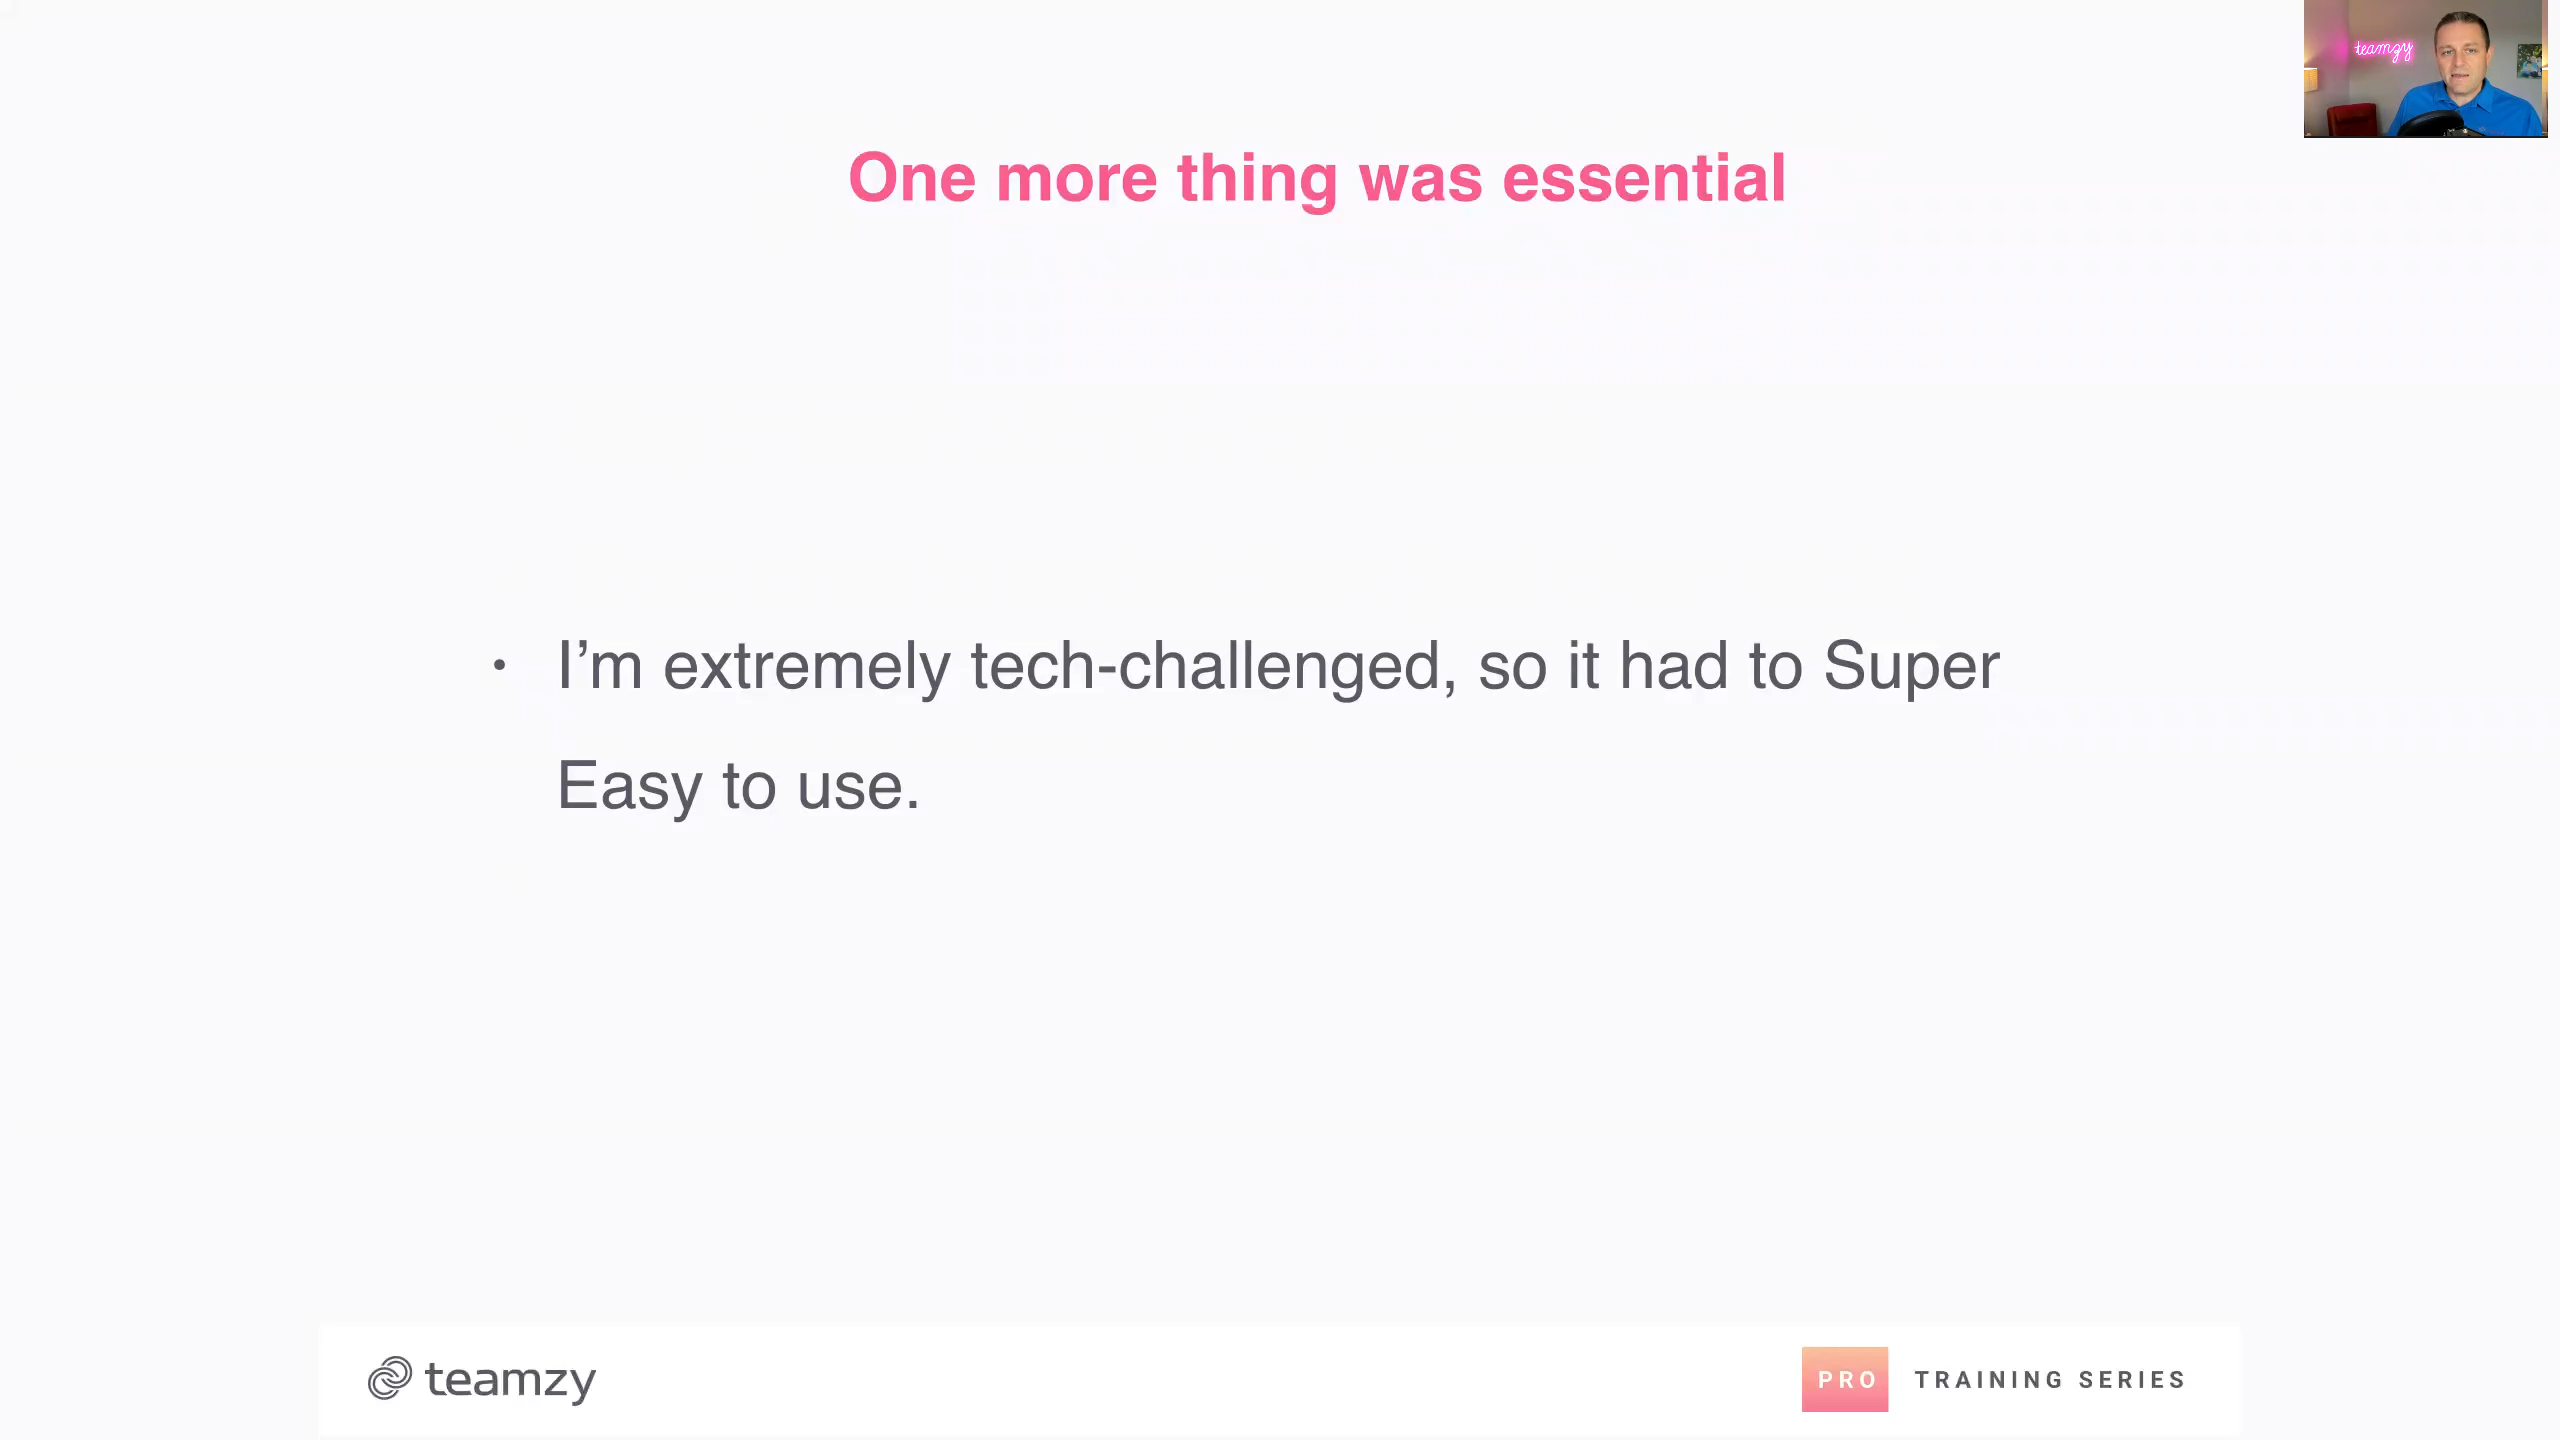 teamzy
One more thing was essential
• I’m extremely tech-challenged, so it had to Super
Easy to use.
teamzy
PRO TRAINING SERIES